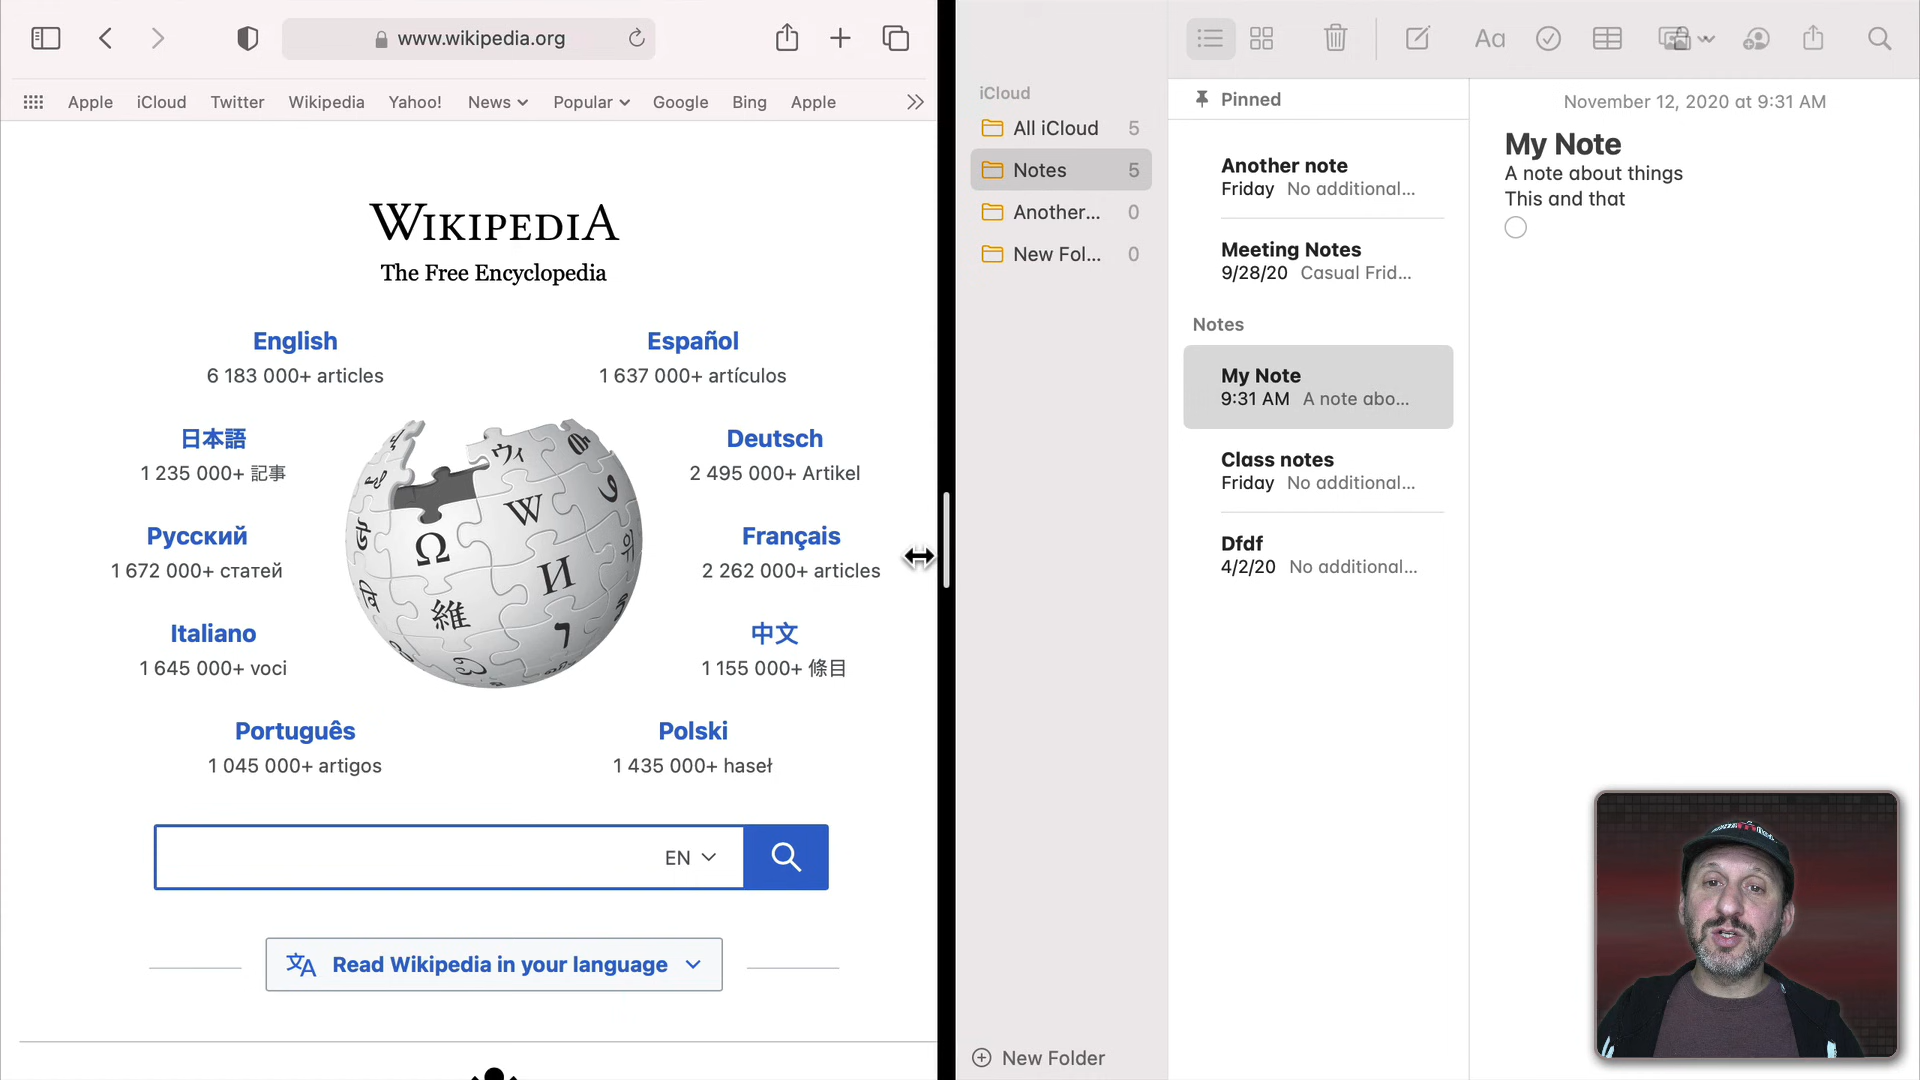 www.wikipedia.org
Apple iCloud Twitter Wikipedia Yahoo! News Popular Google Bing Apple
WIKIPEDIA
The Free Encyclopedia
English
6 183 000+ articles
Español
1 637 000+ artículos
日本語
1 235 000+ 記事
Deutsch
2 495 000+ Artikel
Русский
1 672 000+ статей
Français
2 262 000+ articles
Italiano
1 645 000+ voci
中文
1 155 000+ 條目
Português
1 045 000+ artigos
Polski
1 435 000+ haseł
ウィ
W
Ω
И
維
EN
Read Wikipedia in your language
iCloud
All iCloud 5
Notes 5
Another... 0
New Fol... 0
New Folder
Aa
Pinned
Another note
Friday No additional...
Meeting Notes
9/28/20 Casual Frid...
Notes
My Note
9:31 AM A note abo...
Class notes
Friday No additional...
Dfdf
4/2/20 No additional...
November 12, 2020 at 9:31 AM
My Note
A note about things
This and that